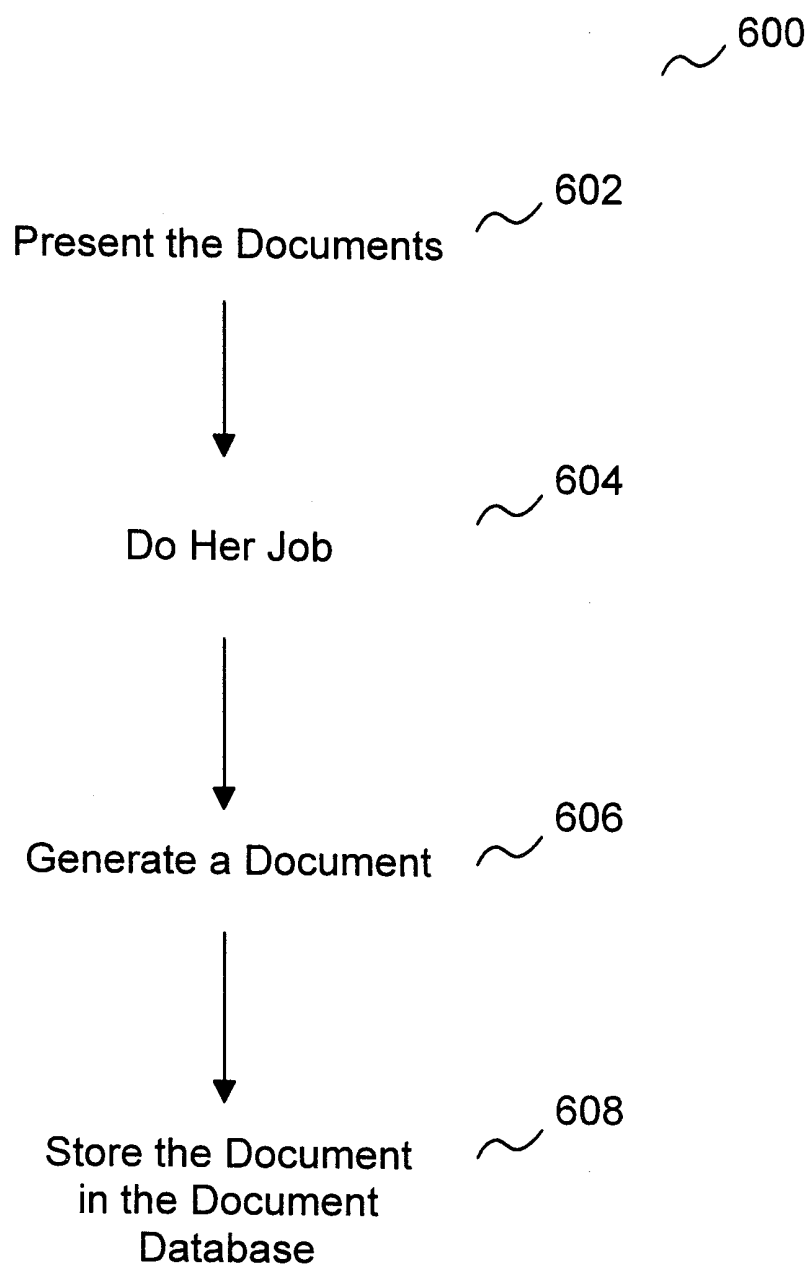 600
602
Present the Documents
604
Do Her Job
606
Generate a Document
608
Store the Document
in the Document
Database